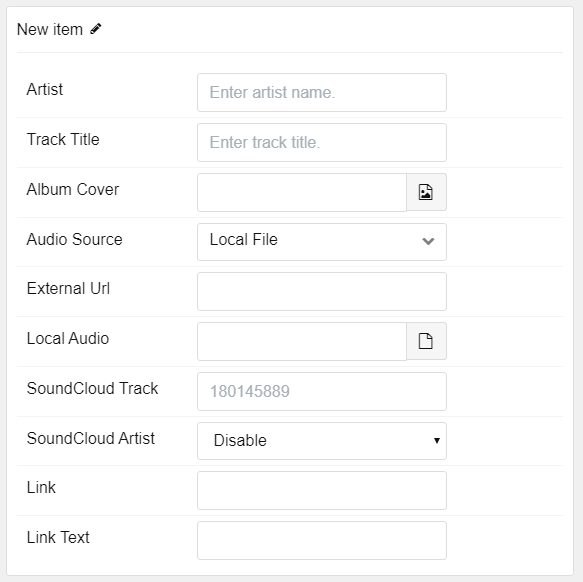 New item
Artist
Enter artist name.
Track Title
Enter track title.
Album Cover
Audio Source
Local File
External Url
Local Audio
SoundCloud Track
180145889
SoundCloud Artist
Disable
Link
Link Text